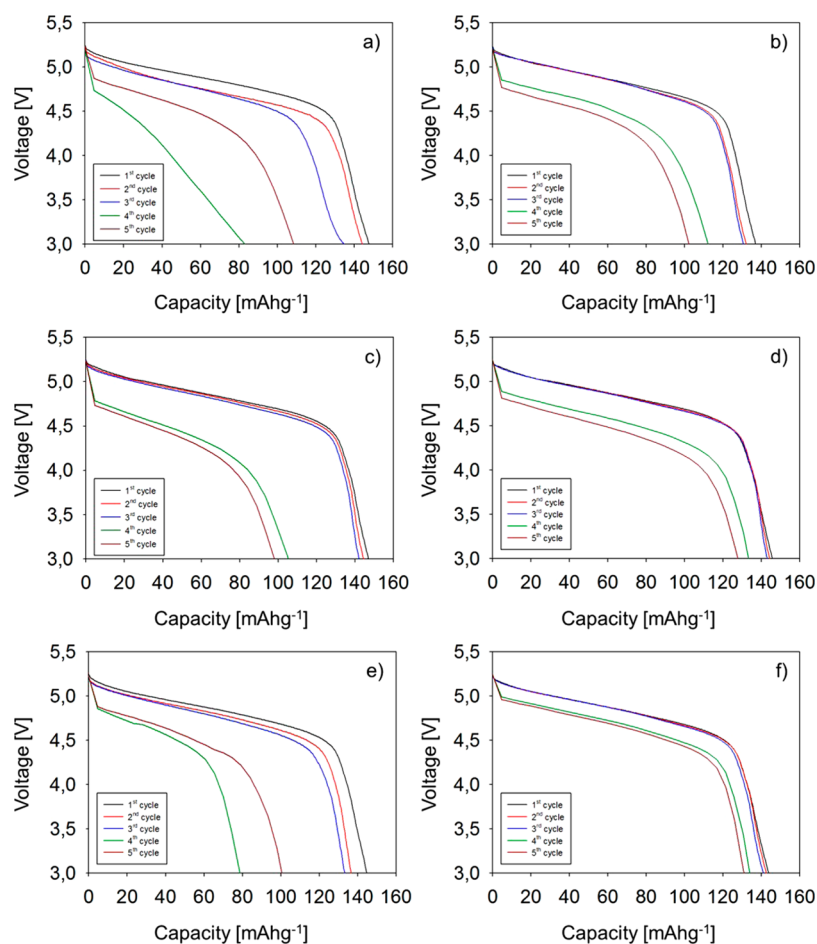 a)
5,5
5,0
4,5
4,0
3,5
3,0
Voltage [V]
1st cycle
2nd cycle
3rd cycle
4th cycle
5th cycle
0 20 40 60 80 100 120 140 160
Capacity [mAhg-1]
b)
5,5
5,0
4,5
4,0
3,5
3,0
Voltage [V]
1st cycle
2nd cycle
3rd cycle
4th cycle
5th cycle
0 20 40 60 80 100 120 140 160
Capacity [mAhg-1]
c)
5,5
5,0
4,5
4,0
3,5
3,0
Voltage [V]
1st cycle
2nd cycle
3rd cycle
4th cycle
5th cycle
0 20 40 60 80 100 120 140 160
Capacity [mAhg-1]
d)
5,5
5,0
4,5
4,0
3,5
3,0
Voltage [V]
1st cycle
2nd cycle
3rd cycle
4th cycle
5th cycle
0 20 40 60 80 100 120 140 160
Capacity [mAhg-1]
e)
5,5
5,0
4,5
4,0
3,5
3,0
Voltage [V]
1st cycle
2nd cycle
3rd cycle
4th cycle
5th cycle
0 20 40 60 80 100 120 140 160
Capacity [mAhg-1]
f)
5,5
5,0
4,5
4,0
3,5
3,0
Voltage [V]
1st cycle
2nd cycle
3rd cycle
4th cycle
5th cycle
0 20 40 60 80 100 120 140 160
Capacity [mAhg-1]